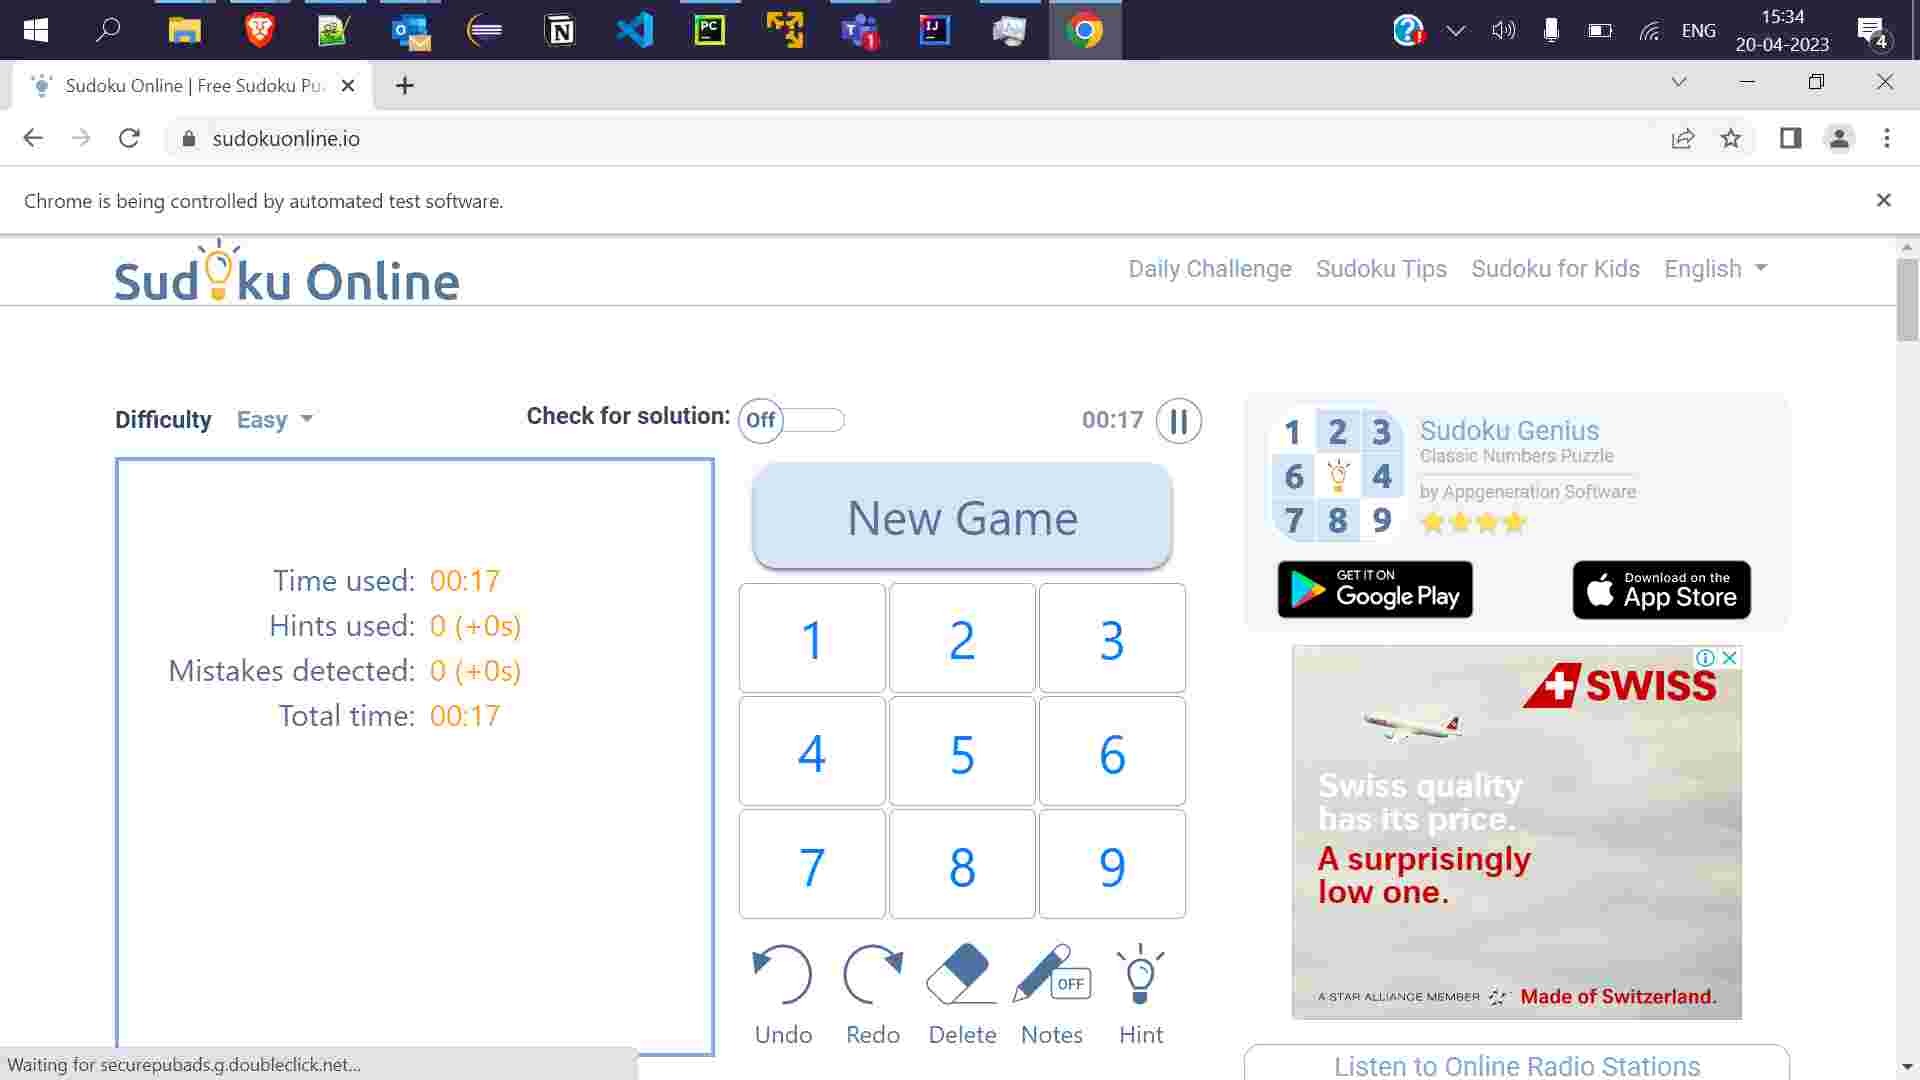 15:34
ENG
20-04-2023
4
Sudoku Online | Free Sudoku Pu
sudokuonline.io
Chrome is being controlled by automated test software.
Sudoku Online
Daily Challenge Sudoku Tips Sudoku for Kids English
Difficulty Easy
Check for solution: Off
00:17
New Game
Time used: 00:17
Hints used: 0 (+0s)
Mistakes detected: 0 (+0s)
Total time: 00:17
1 2 3
4 5 6
7 8 9
Undo Redo Delete Notes Hint
OFF
1 2 3
6 4
7 8 9
Sudoku Genius
Classic Numbers Puzzle
by Appgeneration Software
GET IT ON
Google Play
Download on the
App Store
SWISS
Swiss quality
has its price.
A surprisingly
low one.
A STAR ALLIANCE MEMBER
Made of Switzerland.
Listen to Online Radio Stations
Waiting for securepubads.g.doubleclick.net...